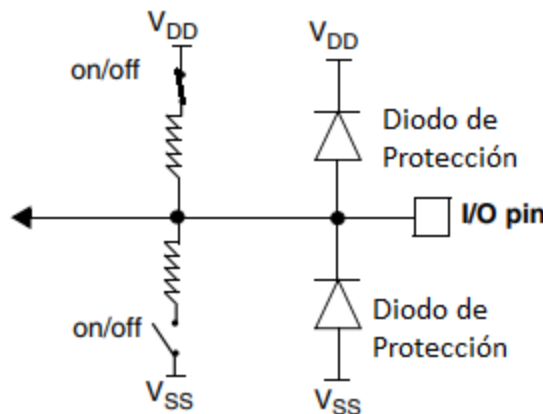 VDD
VDD
on/off
Diodo de
Protección
I/O pin
on/off
Diodo de
Protección
VSS
VSS